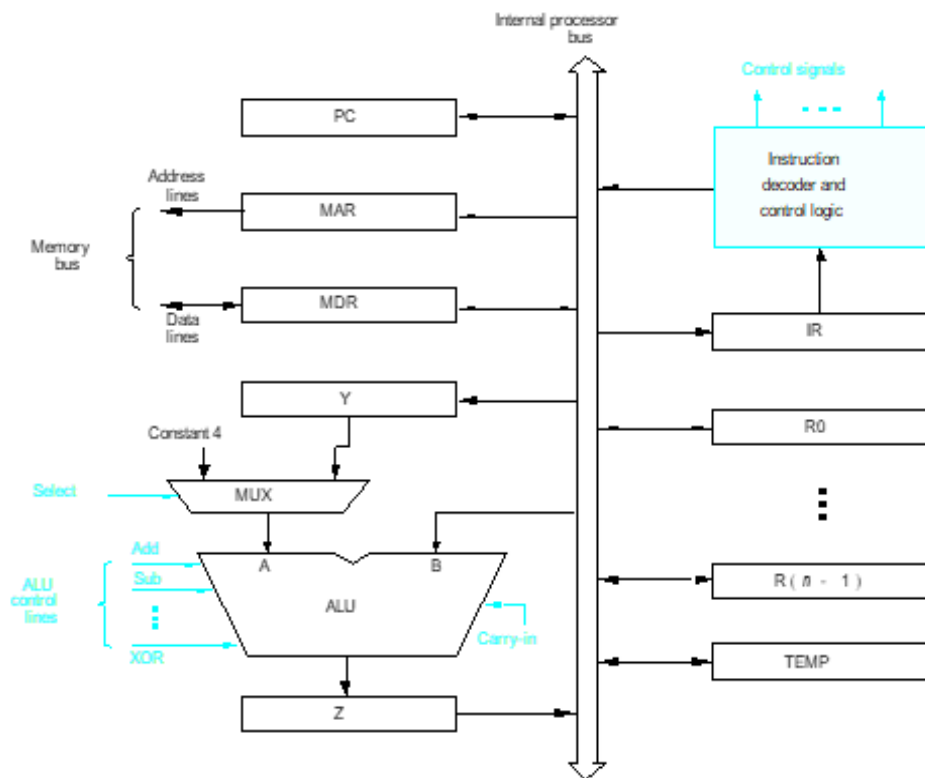 Internal processor
bus
Control signals
PC
Instruction
decoder and
control logic
Address
lines
MAR
Memory
bus
MDR
Data
lines
IR
Y
Constant 4
R0
Select
MUX
Add
A
B
Sub
ALU
control
lines
ALU
R ( n - 1 )
Carry-in
XOR
TEMP
Z